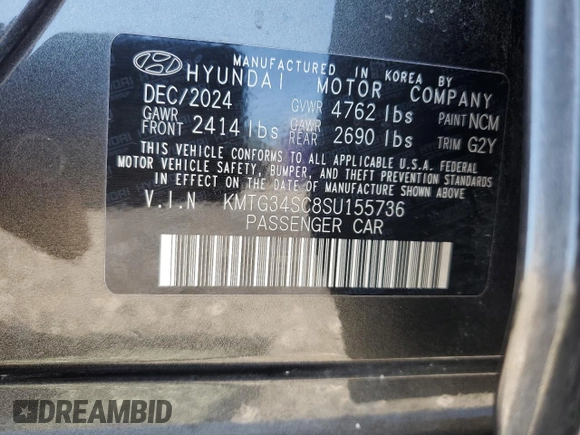 MANUFACTURED IN KOREA BY
HYUNDAI MOTOR COMPANY
DEC/2024 GVWR 4762 lbs PAINT NCM
GAWR FRONT 2414 lbs GAWR REAR 2690 lbs TRIM G2Y
THIS VEHICLE CONFORMS TO ALL APPLICABLE U.S.A. FEDERAL
MOTOR VEHICLE SAFETY, BUMPER, AND THEFT PREVENTION
STANDARDS IN EFFECT ON THE DATE OF MANUFACTURE SHOWN ABOVE
V.I.N KMTG34SC8SU155736
PASSENGER CAR
DREAMBID